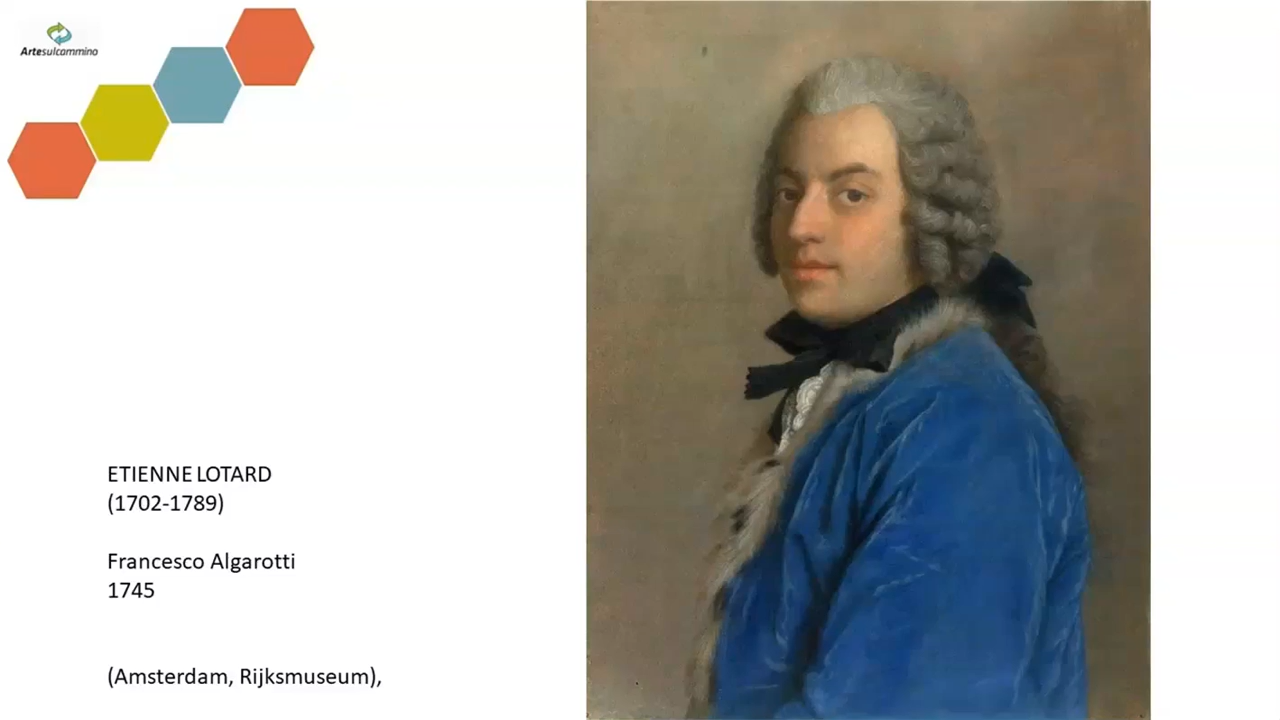 Artesulcammino
ETIENNE LOTARD
(1702-1789)
Francesco Algarotti
1745
(Amsterdam, Rijksmuseum),